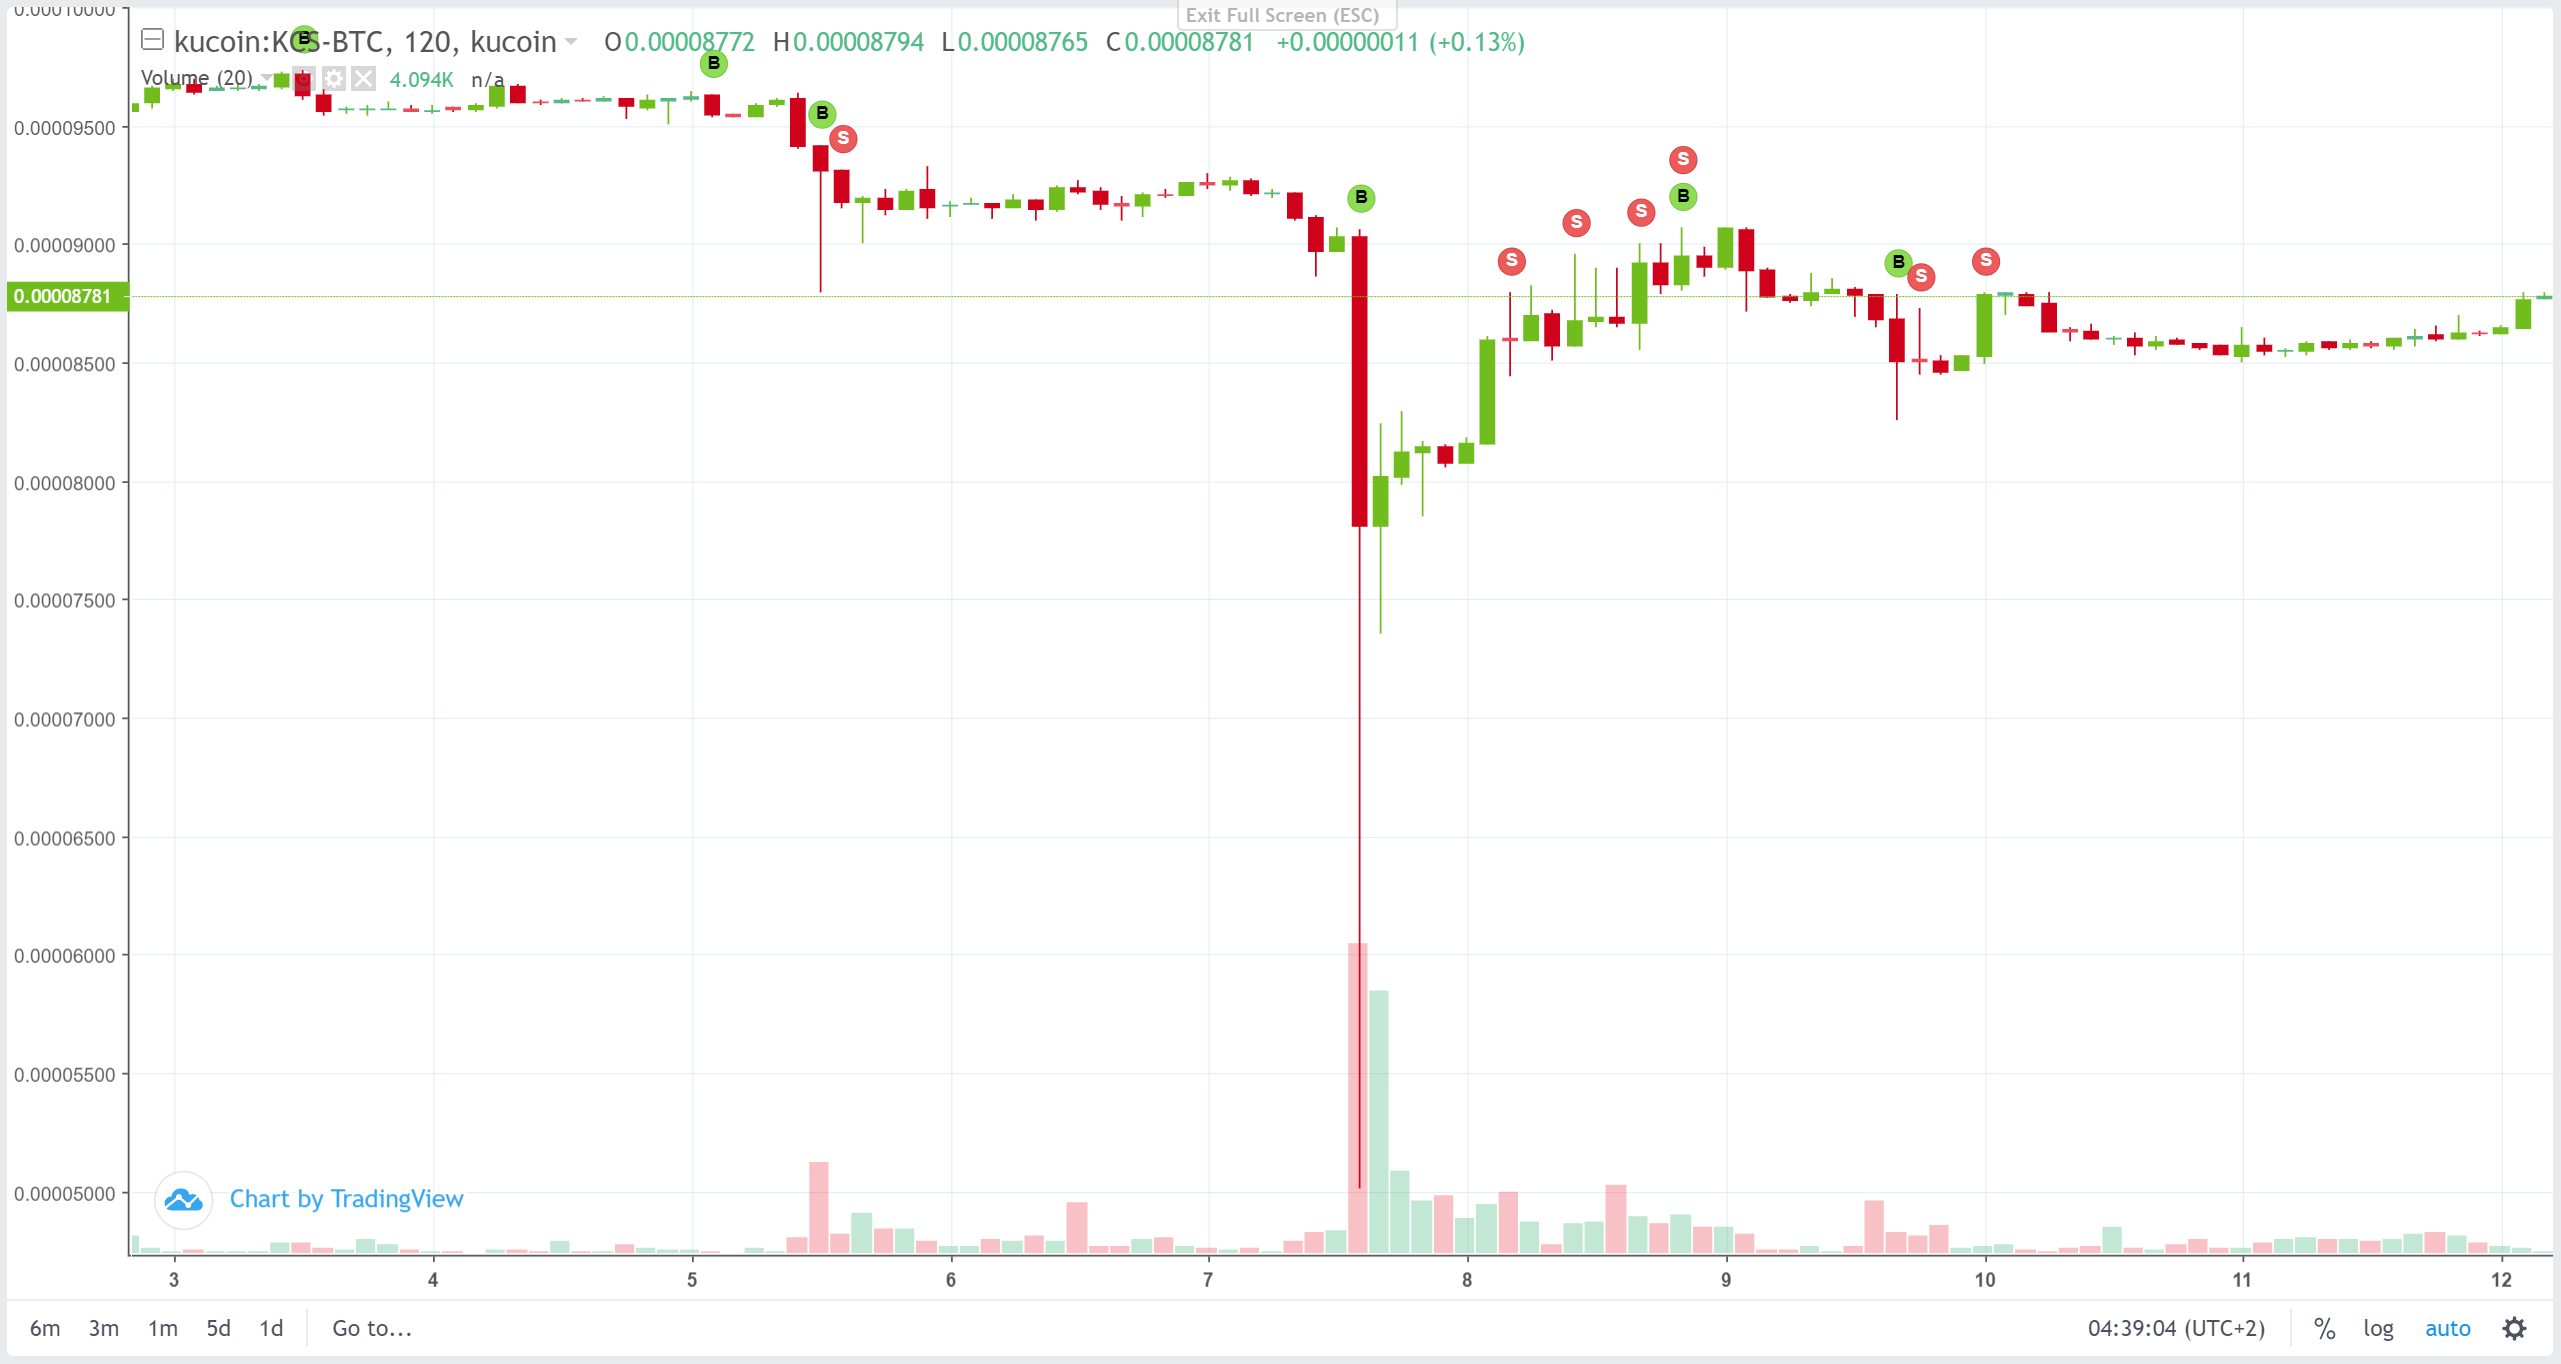 Exit Full Screen (ESC)
0.00010000
kucoin:KCS-BTC, 120, kucoin O0.00008772 H0.00008794 L0.00008765 C0.00008781 +0.00000011 (+0.13%)
B
Volume (20) 4.094K n/a
B
B
S
0.00009500
S
B
B
S
S
0.00009000
S
B
S
S
0.00008781
0.00008500
0.00008000
0.00007500
0.00007000
0.00006500
0.00006000
0.00005500
0.00005000
Chart by TradingView
3 4 5 6 7 8 9 10 11 12
6m 3m 1m 5d 1d Go to... 04:39:04 (UTC+2) % log auto